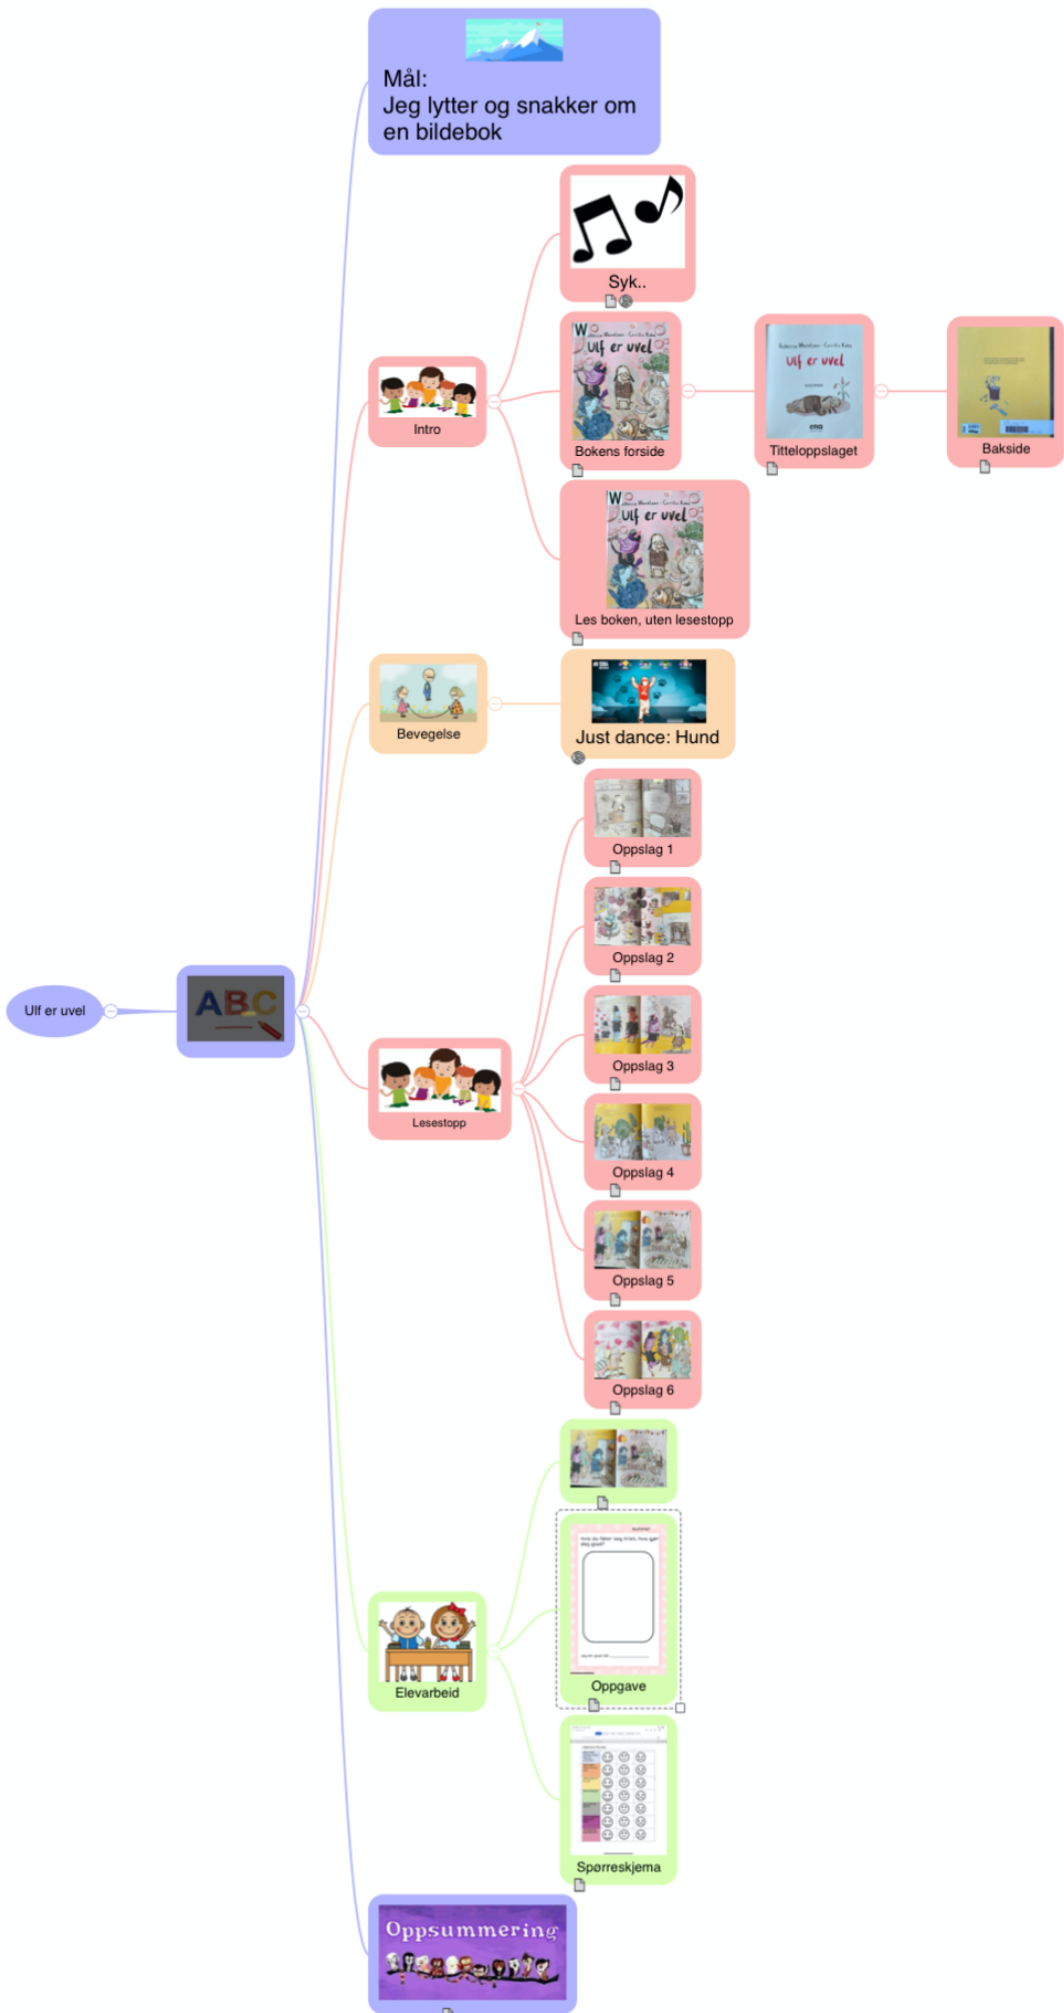 Mål:
Jeg lytter og snakker om
en bildebok
Syk..
Ulf er uvel
Bokens forside
Ulf er uvel
ena
Titteloppslaget
Bakside
Intro
Ulf er uvel
Les boken, uten lesestopp
Bevegelse
Just dance: Hund
Oppslag 1
Oppslag 2
Oppslag 3
Oppslag 4
Oppslag 5
Oppslag 6
Ulf er uvel
ABC
Lesestopp
Elevarbeid
Oppgave
Spørreskjema
Oppsummering